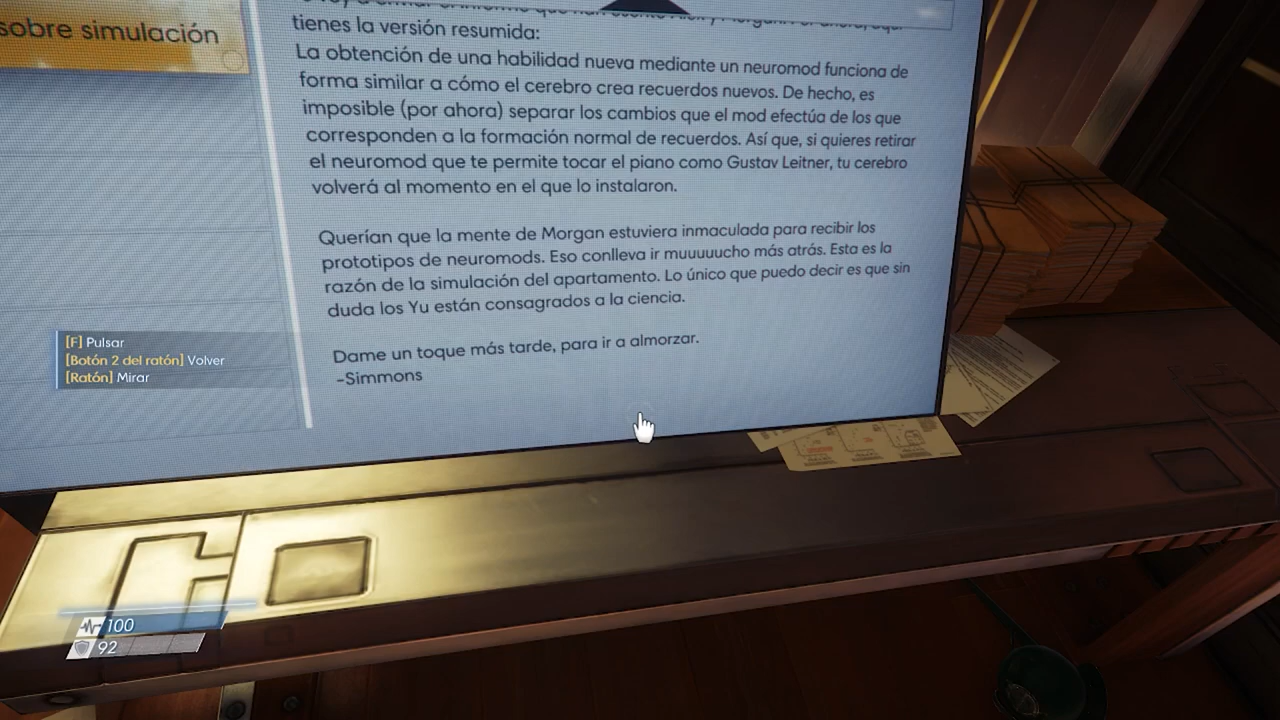 sobre simulación
tienes la versión resumida:
La obtención de una habilidad nueva mediante un neuromod funciona de
forma similar a cómo el cerebro crea recuerdos nuevos. De hecho, es
imposible (por ahora) separar los cambios que el mod efectúa de los que
corresponden a la formación normal de recuerdos. Así que, si quieres retirar
el neuromod que te permite tocar el piano como Gustav Leitner, tu cerebro
volverá al momento en el que lo instalaron.
Querían que la mente de Morgan estuviera inmaculada para recibir los
prototipos de neuromods. Eso conlleva ir muuuuucho más atrás. Esta es la
razón de la simulación del apartamento. Lo único que puedo decir es que sin
duda los Yu están consagrados a la ciencia.
Dame un toque más tarde, para ir a almorzar.
-Simmons
[F] Pulsar
[Botón 2 del ratón] Volver
[Ratón] Mirar
100
92